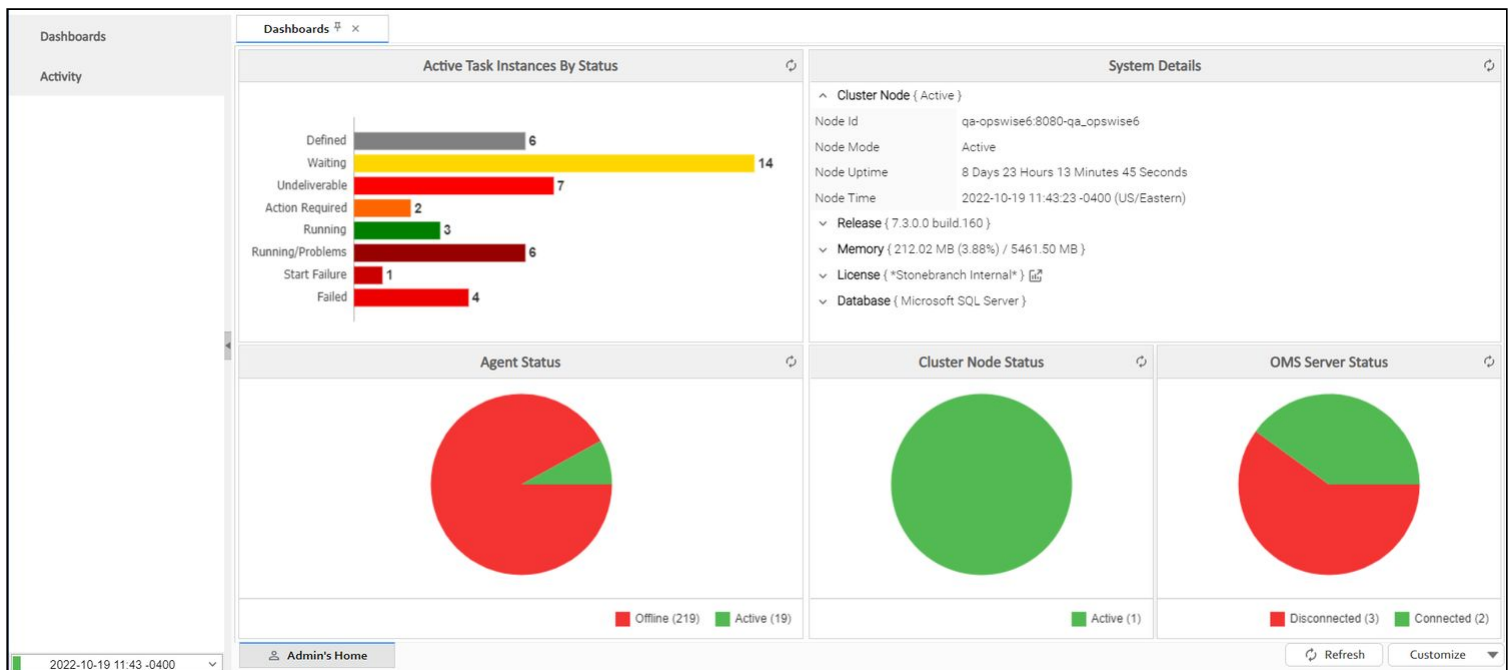 Dashboards
Activity
Dashboards
Active Task Instances By Status
Defined 6
Waiting 14
Undeliverable 7
Action Required 2
Running 3
Running/Problems 6
Start Failure 1
Failed 4
System Details
Cluster Node { Active }
Node Id qa-opswise6:8080-qa_opswise6
Node Mode Active
Node Uptime 8 Days 23 Hours 13 Minutes 45 Seconds
Node Time 2022-10-19 11:43:23 -0400 (US/Eastern)
Release { 7.3.0.0 build.160 }
Memory { 212.02 MB (3.88%) / 5461.50 MB }
License { *Stonebranch Internal* }
Database { Microsoft SQL Server }
Agent Status
Offline (219) Active (19)
Cluster Node Status
Active (1)
OMS Server Status
Disconnected (3) Connected (2)
2022-10-19 11:43 -0400
Admin's Home
Refresh
Customize